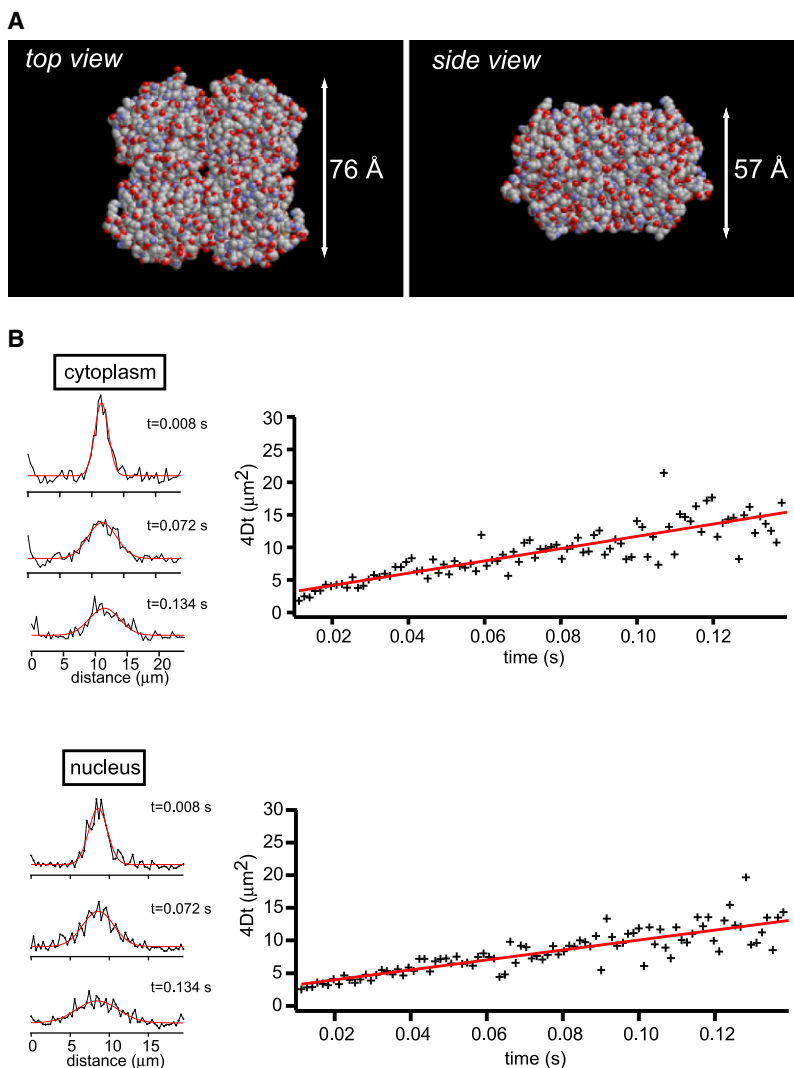 A
top view
76 Å
side view
57 Å
B
cytoplasm
t=0.008 s
t=0.072 s
t=0.134 s
0 5 10 15 20
distance (μm)
4Dt (μm²)
30
25
20
15
10
5
0
0.02 0.04 0.06 0.08 0.10 0.12
time (s)
nucleus
t=0.008 s
t=0.072 s
t=0.134 s
0 5 10 15
distance (μm)
4Dt (μm²)
30
25
20
15
10
5
0
0.02 0.04 0.06 0.08 0.10 0.12
time (s)